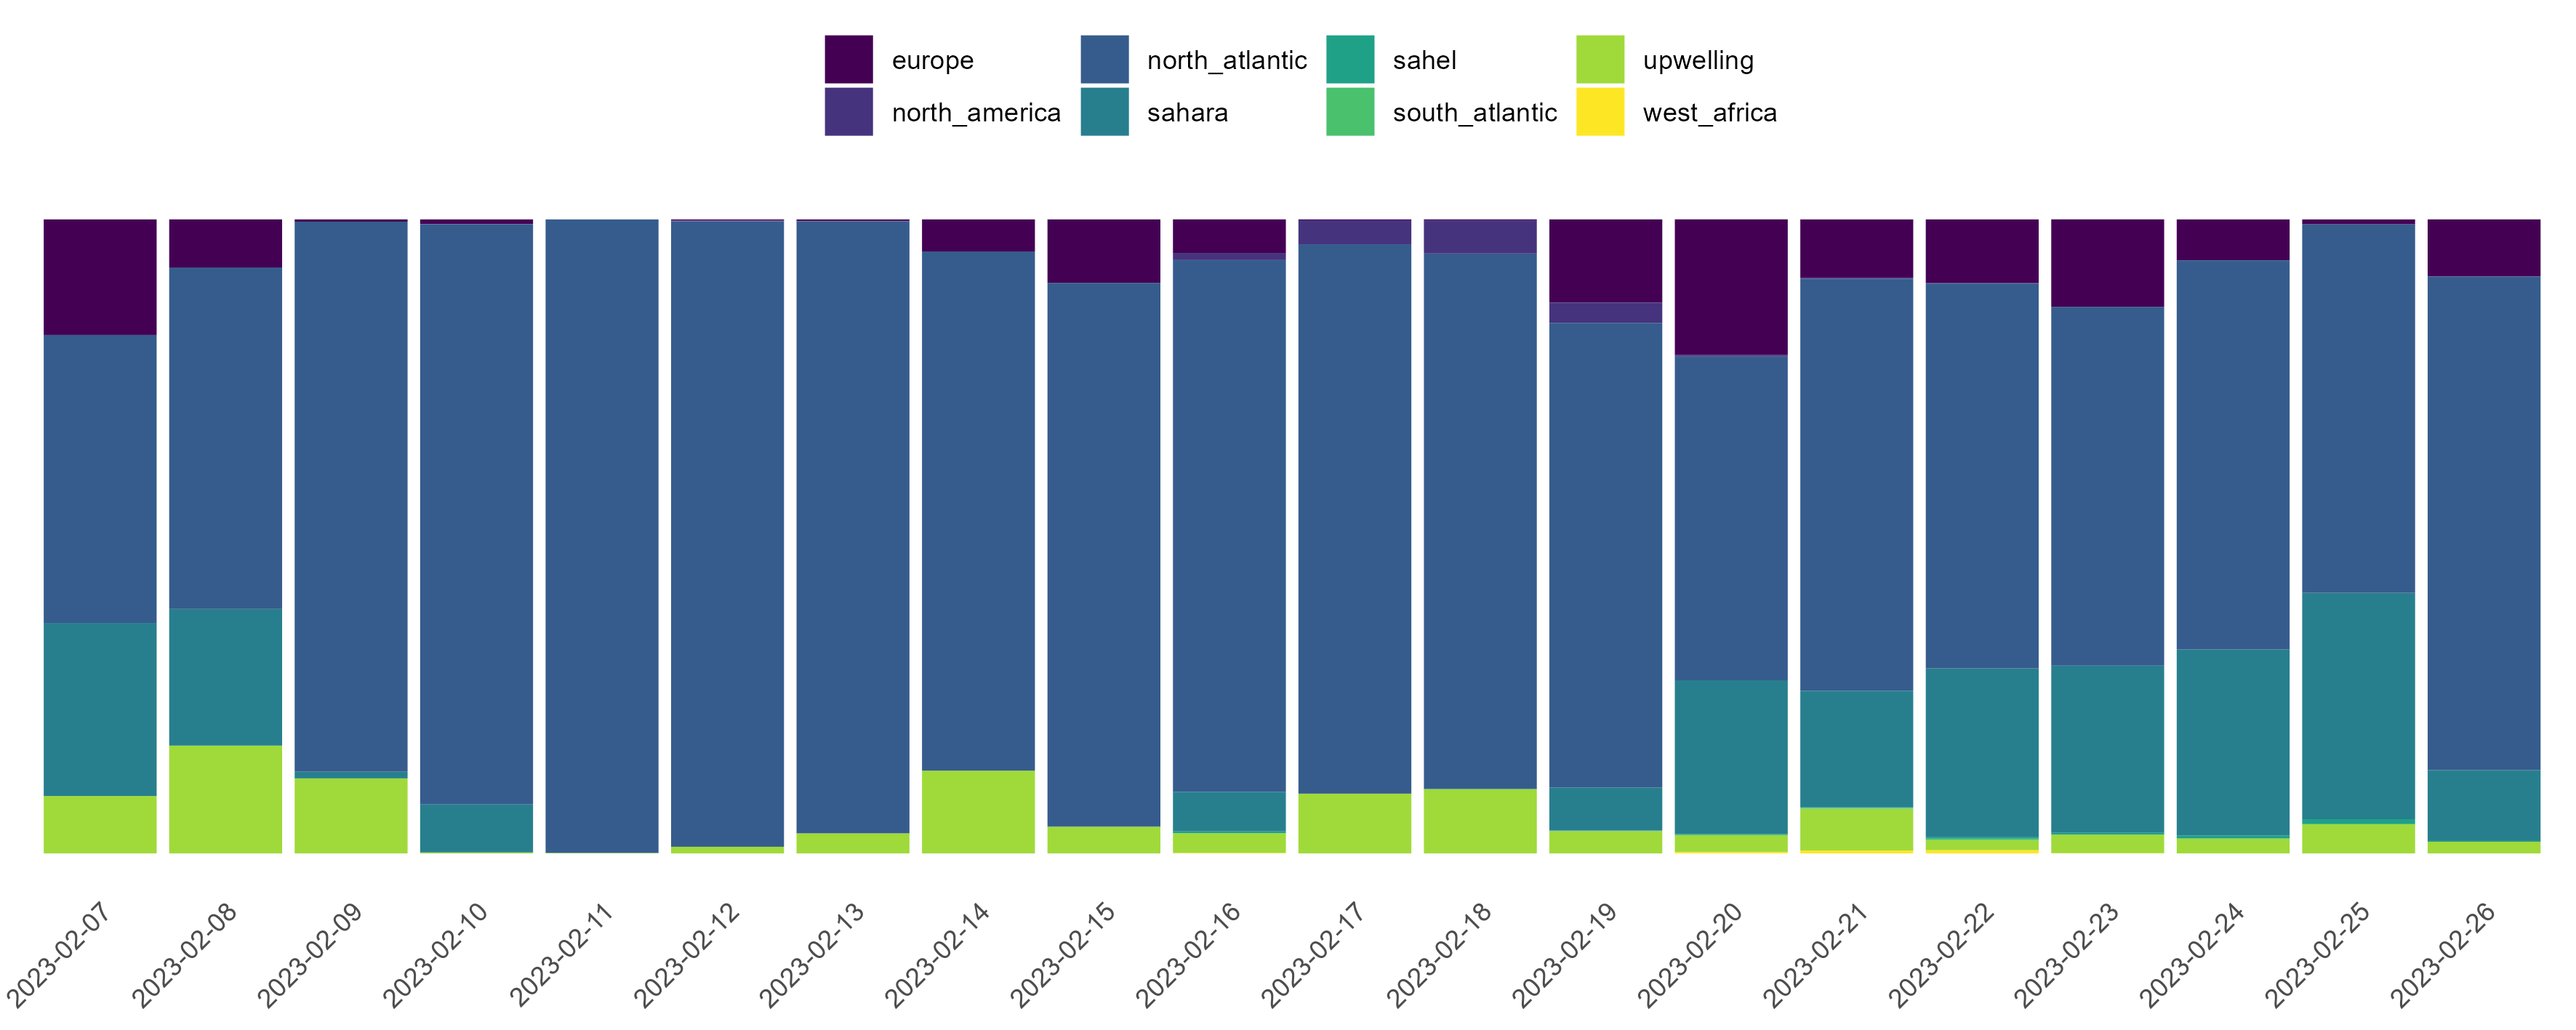 europe north_atlantic sahel upwelling
north_america sahara south_atlantic west_africa
2023-02-07 2023-02-08 2023-02-09 2023-02-10 2023-02-11 2023-02-12 2023-02-13 2023-02-14 2023-02-15 2023-02-16 2023-02-17 2023-02-18 2023-02-19 2023-02-20 2023-02-21 2023-02-22 2023-02-23 2023-02-24 2023-02-25 2023-02-26